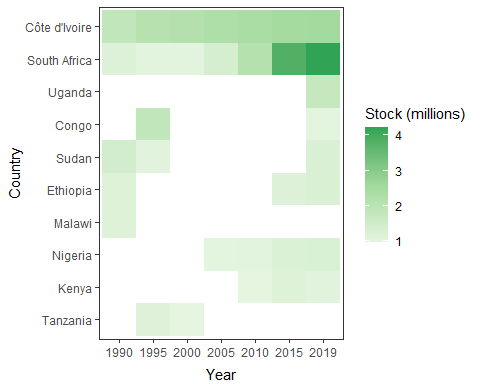 Côte d'Ivoire
South Africa
Uganda
Congo
Sudan
Ethiopia
Malawi
Nigeria
Kenya
Tanzania
Country
1990 1995 2000 2005 2010 2015 2019
Year
Stock (millions)
4
3
2
1